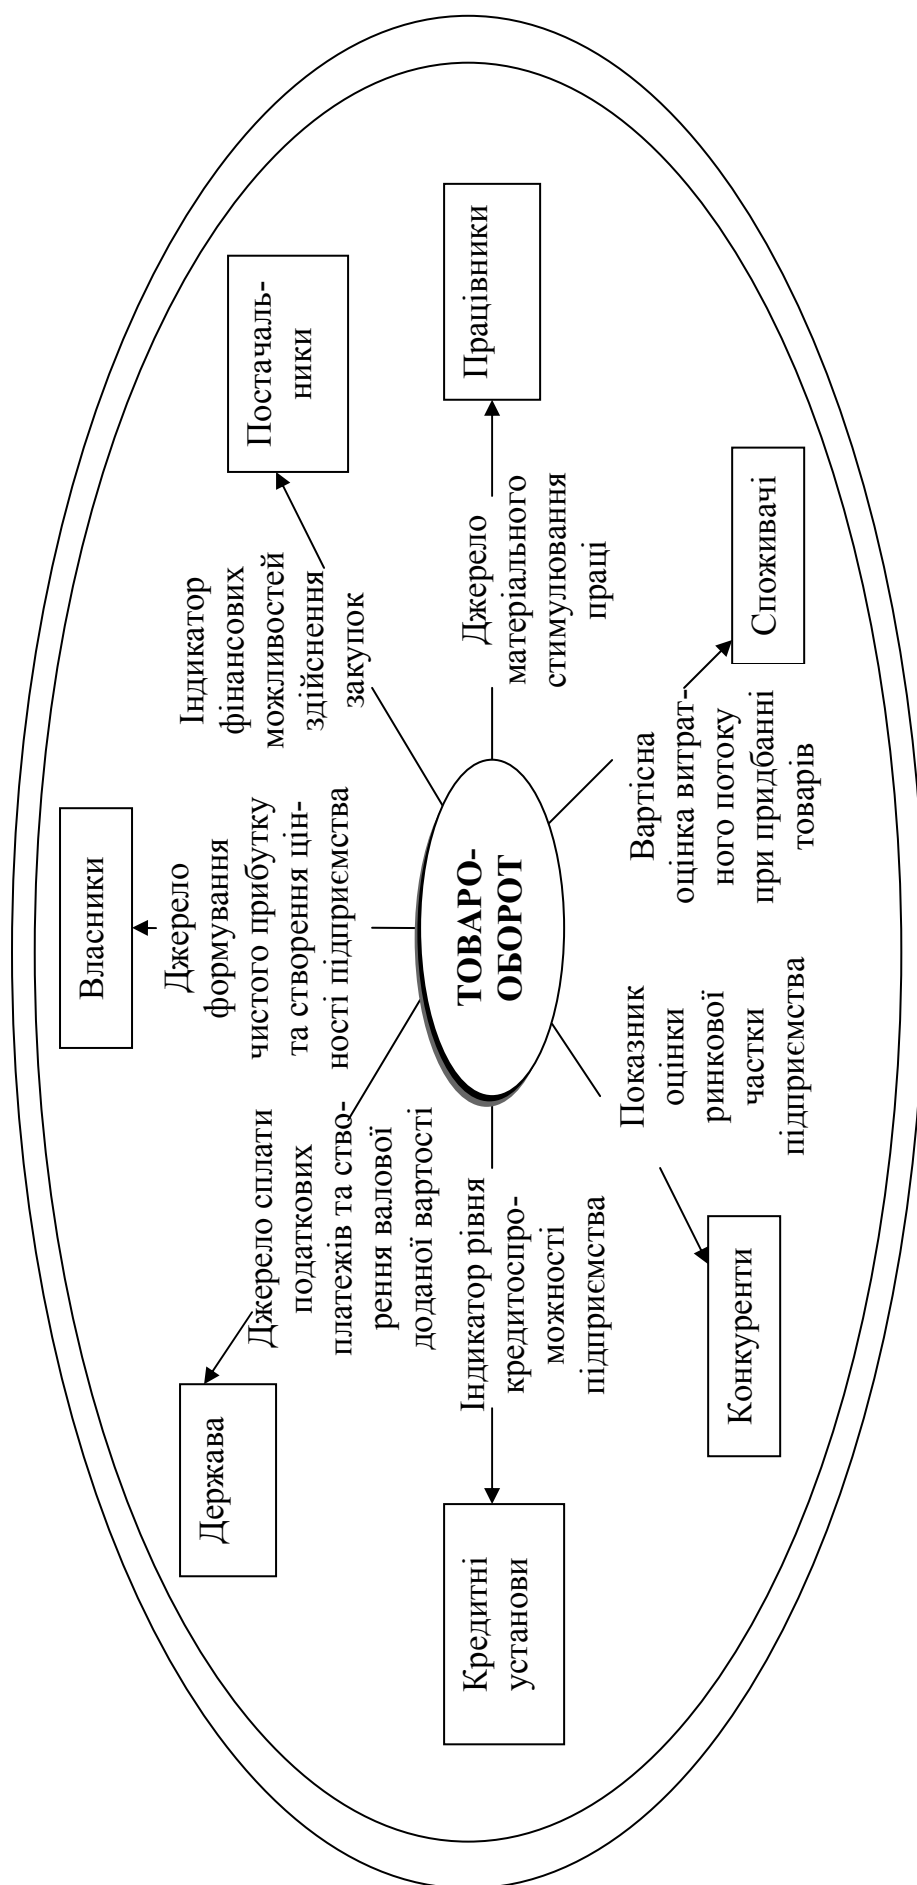 Власники
Джерело
формування
чистого прибутку
та створення цін-
ності підприємства
Держава
Джерело сплати
податкових
платежів та ство-
рення валової
доданої вартості
Постачаль-
ники
Індикатор
фінансових
можливостей
здійснення
закупок
Кредитні
установи
Індикатор рівня
кредитоспро-
можності
підприємства
ТОВАРО-
ОБОРОТ
Джерело
матеріального
стимулювання
праці
Працівники
Показник
оцінки
ринкової
частки
підприємства
Конкуренти
Вартісна
оцінка витрат-
ного потоку
при придбанні
товарів
Споживачі